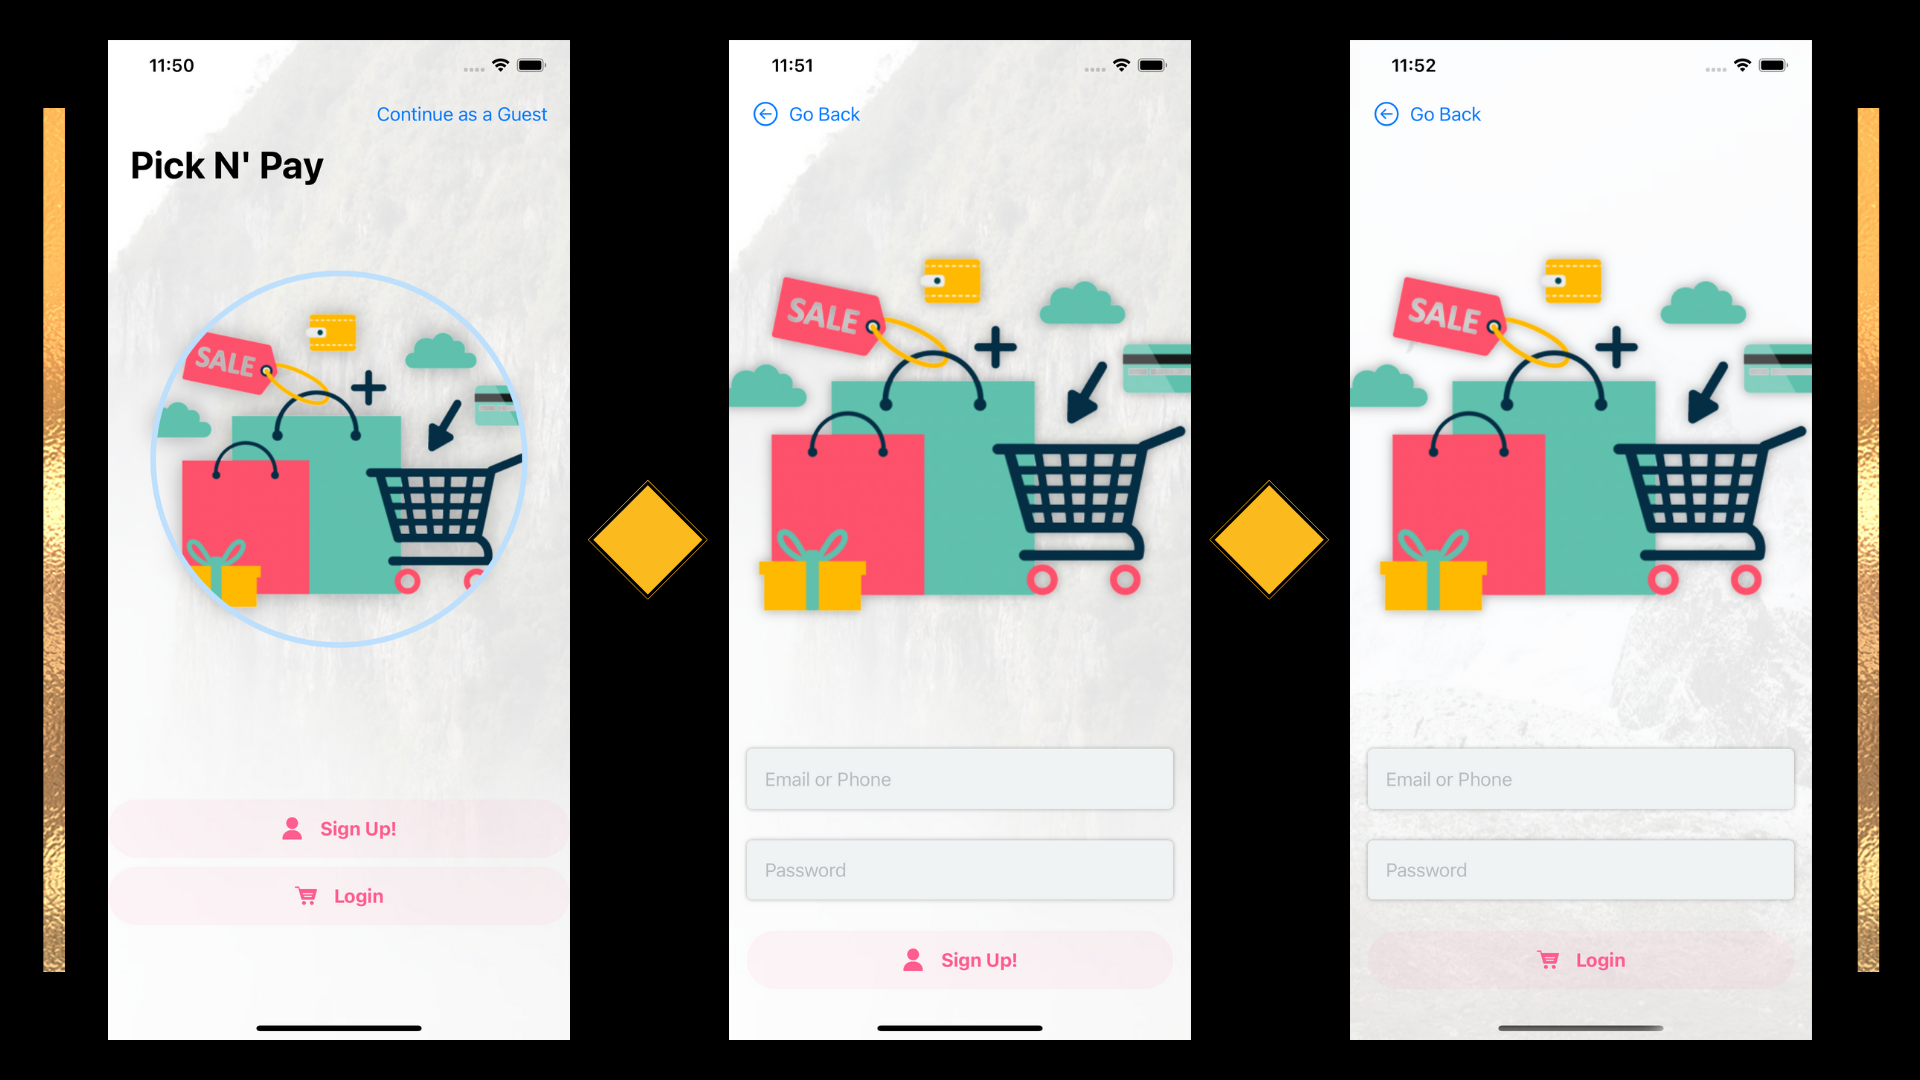 11:50
Continue as a Guest
Pick N' Pay
SALE
Sign Up!
Login
11:51
Go Back
SALE
Email or Phone
Password
Sign Up!
11:52
Go Back
SALE
Email or Phone
Password
Login